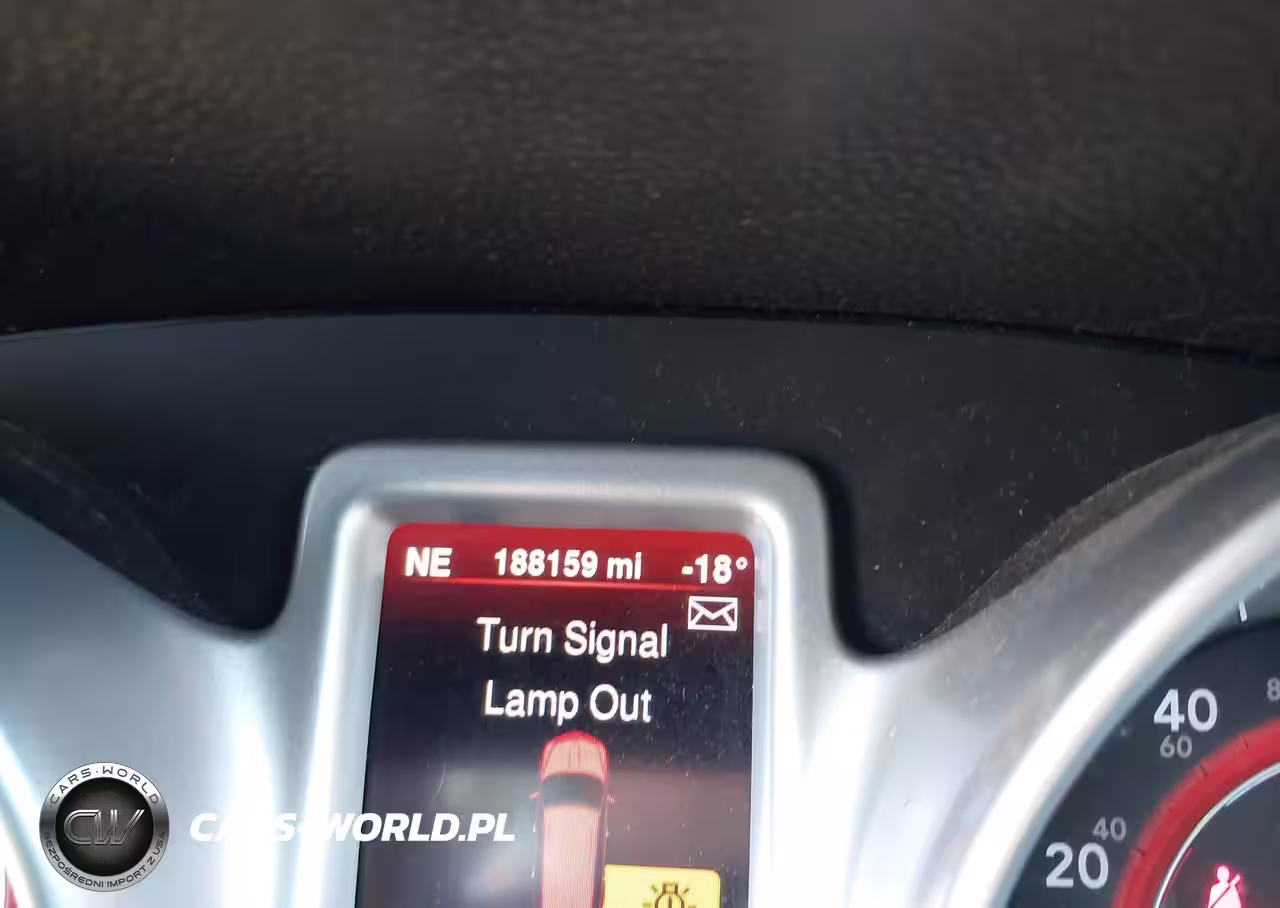 NE 188159 mi -18°
Turn Signal
Lamp Out
40
60
40
20
CARS-WORLD
CW
BEZPOŚREDNI IMPORT Z USA
CARS-WORLD.PL